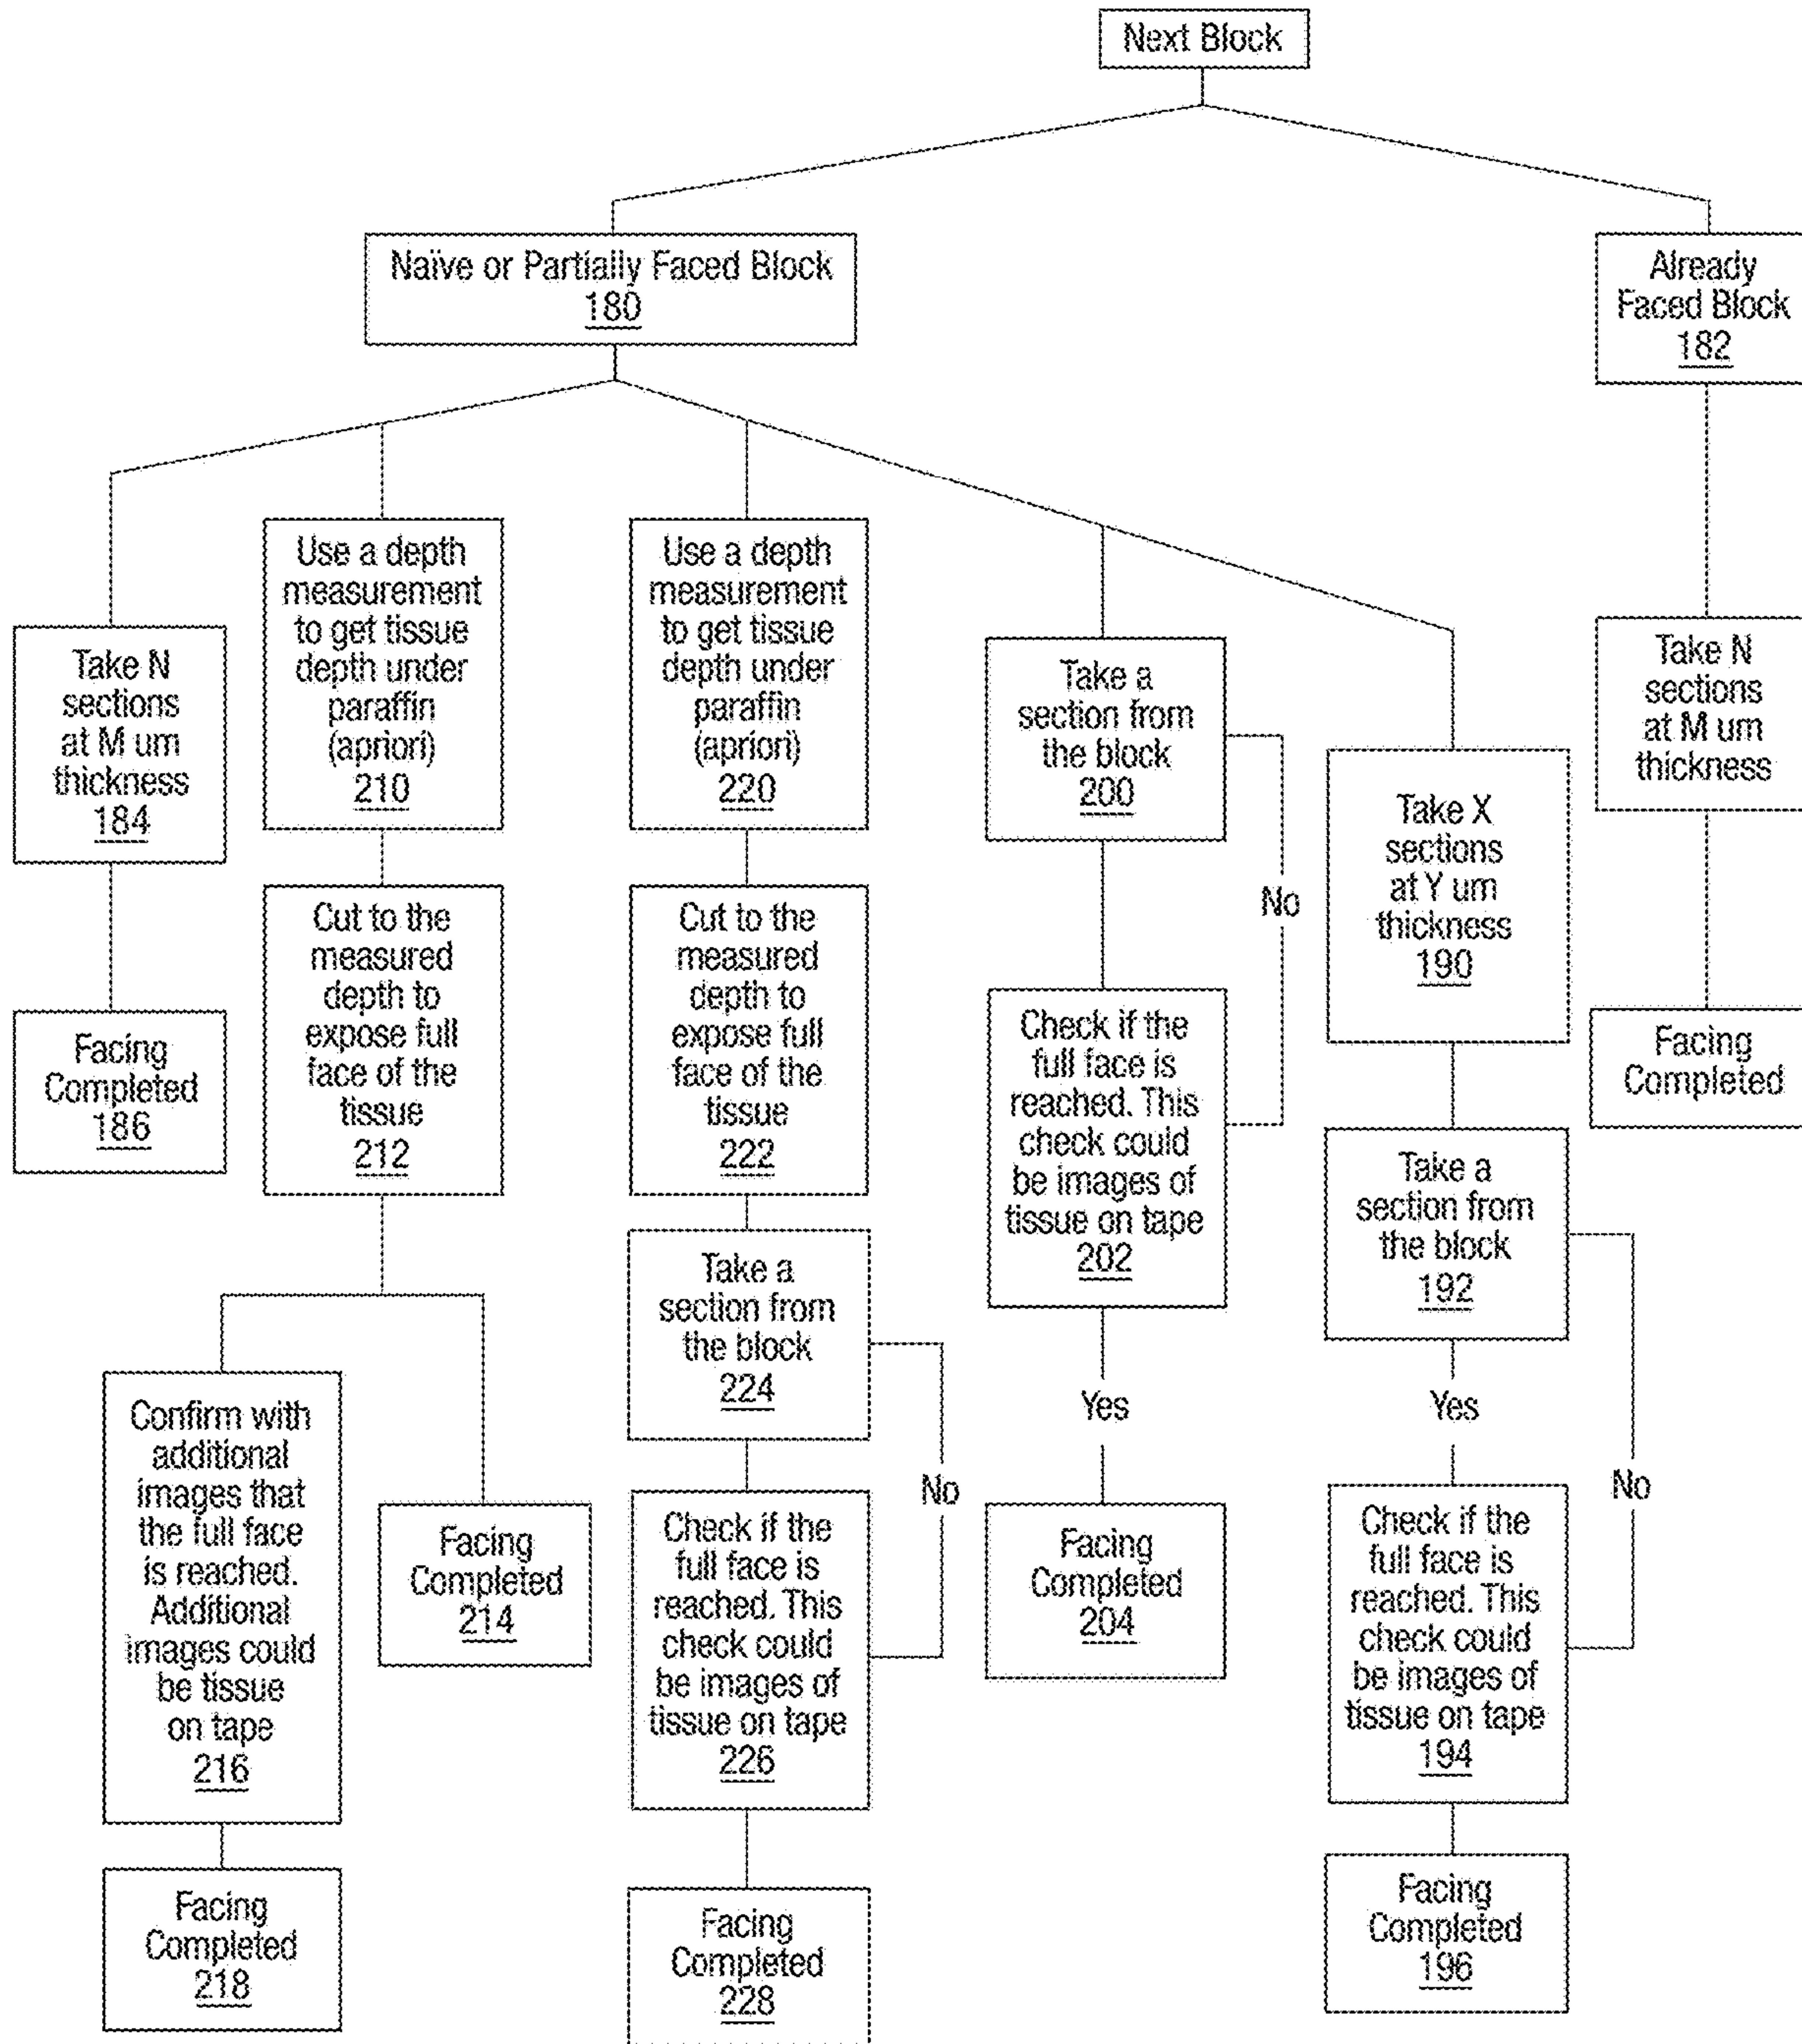 Next Block
Naïve or Partially Faced Block
180
Already
Faced Block
182
Take N
sections
at M um
thickness
184
Facing
Completed
186
Use a depth
measurement
to get tissue
depth under
paraffin
(apriori)
210
Cut to the
measured
depth to
expose full
face of the
tissue
212
Confirm with
additional
images that
the full face
is reached.
Additional
images could
be tissue
on tape
216
Facing
Completed
218
Facing
Completed
214
Use a depth
measurement
to get tissue
depth under
paraffin
(apriori)
220
Cut to the
measured
depth to
expose full
face of the
tissue
222
Take a
section from
the block
224
No
Check if the
full face is
reached. This
check could
be images of
tissue on tape
226
Facing
Completed
228
Take a
section from
the block
200
No
Check if the
full face is
reached. This
check could
be images of
tissue on tape
202
Yes
Facing
Completed
204
Take X
sections
at Y um
thickness
190
Take a
section from
the block
192
Yes
No
Check if the
full face is
reached. This
check could
be images of
tissue on tape
194
Facing
Completed
196
Take N
sections
at M um
thickness
Facing
Completed